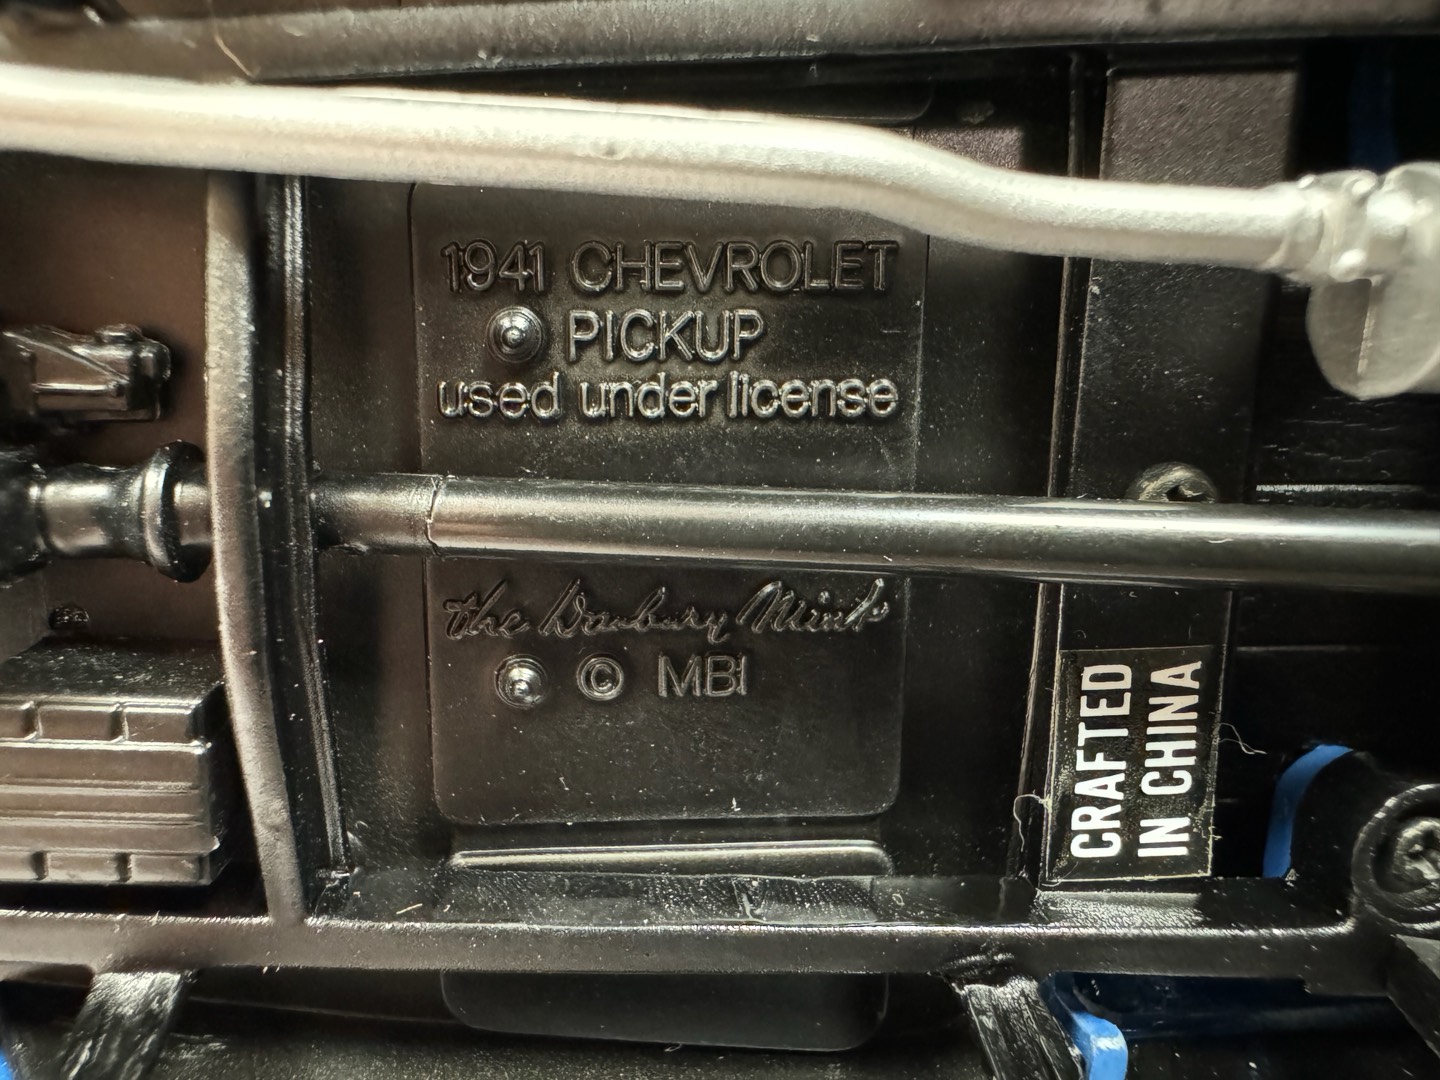 1941 CHEVROLET
PICKUP
used under license
the Danbury Mint
© MBI
CRAFTED
IN CHINA